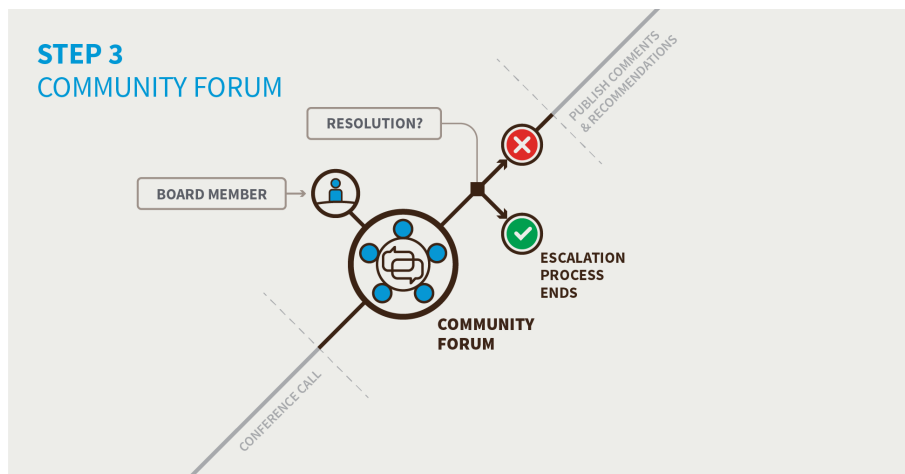 STEP 3
COMMUNITY FORUM
PUBLISH COMMENTS
& RECOMMENDATIONS
RESOLUTION?
BOARD MEMBER
ESCALATION
PROCESS
ENDS
COMMUNITY
FORUM
CONFERENCE CALL